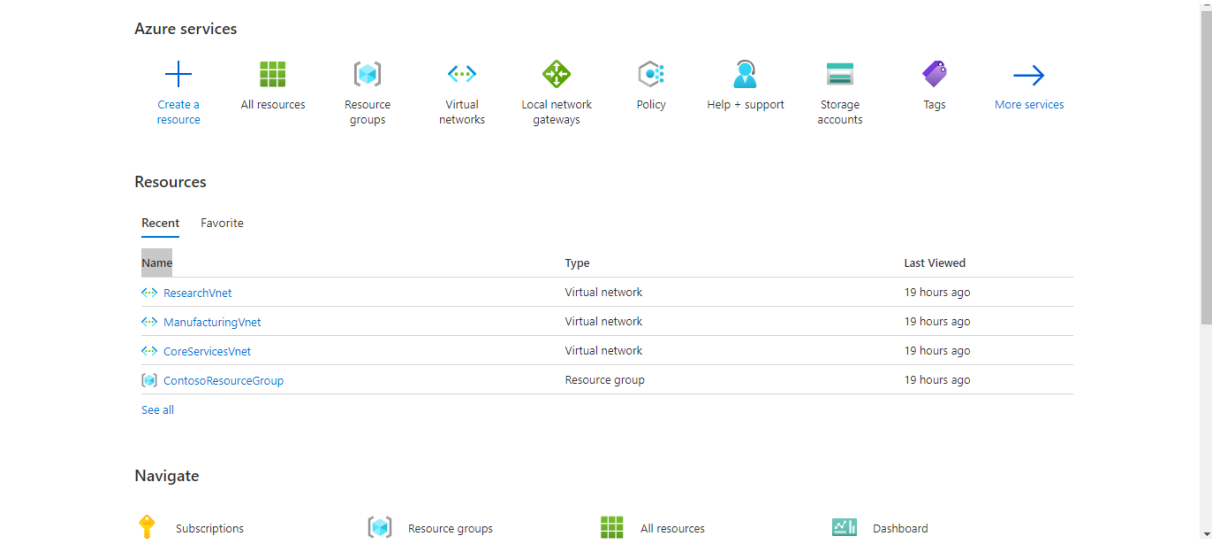 Azure services
Create a resource
All resources
Resource groups
Virtual networks
Local network gateways
Policy
Help + support
Storage accounts
Tags
More services
Resources
Recent Favorite
Name Type Last Viewed
ResearchVnet Virtual network 19 hours ago
ManufacturingVnet Virtual network 19 hours ago
CoreServicesVnet Virtual network 19 hours ago
ContosoResourceGroup Resource group 19 hours ago
See all
Navigate
Subscriptions Resource groups All resources Dashboard